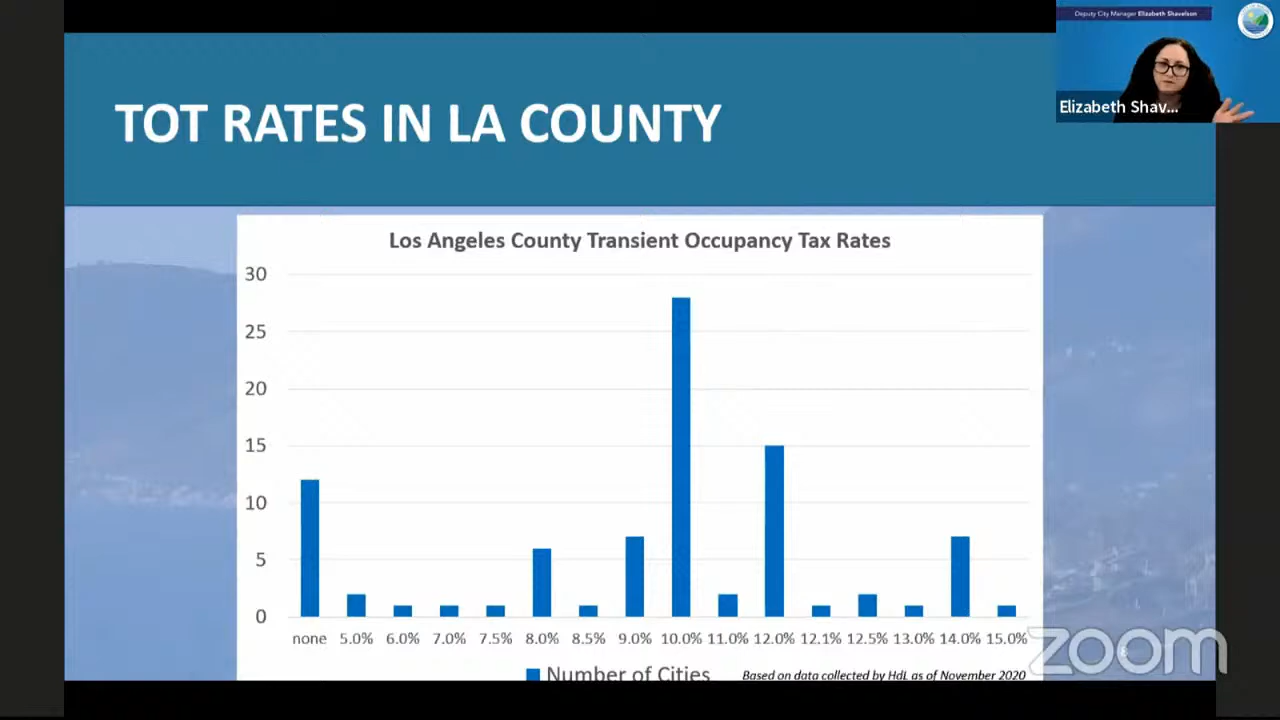 Deputy City Manager Elizabeth Shavelson
Elizabeth Shav...
TOT RATES IN LA COUNTY
Los Angeles County Transient Occupancy Tax Rates
30
25
20
15
10
5
0
none 5.0% 6.0% 7.0% 7.5% 8.0% 8.5% 9.0% 10.0% 11.0% 12.0% 12.1% 12.5% 13.0% 14.0% 15.0%
Number of Cities
Based on data collected by HdL as of November 2020
zoom